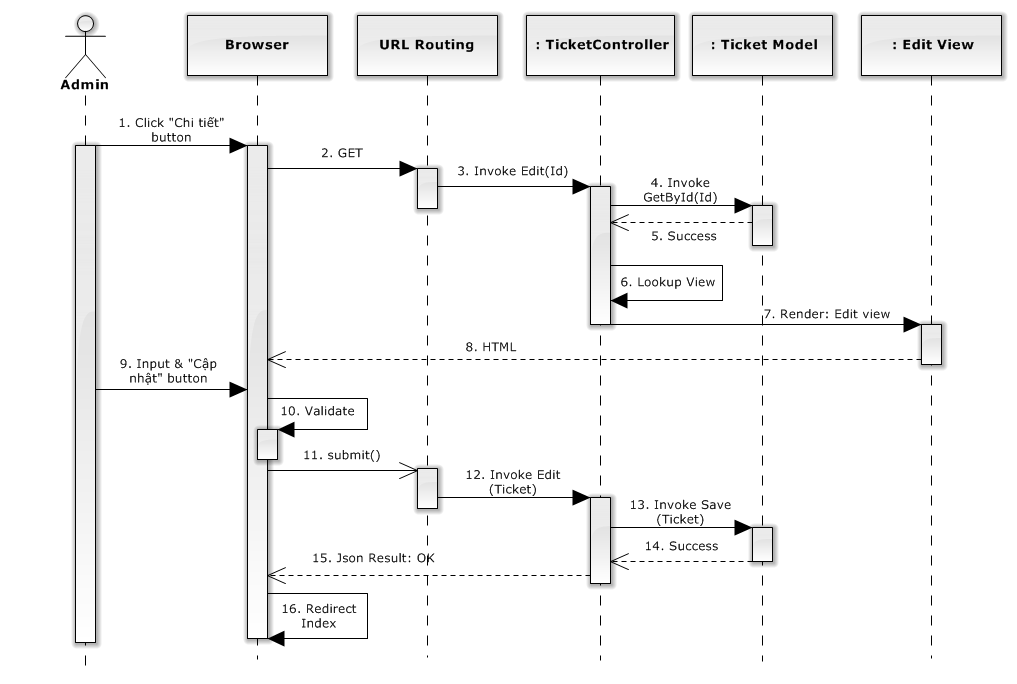 Browser
URL Routing
: TicketController
: Ticket Model
: Edit View
Admin
1. Click "Chi tiết"
button
2. GET
3. Invoke Edit(Id)
4. Invoke
GetById(Id)
5. Success
6. Lookup View
7. Render: Edit view
8. HTML
9. Input & "Cập
nhật" button
10. Validate
11. submit()
12. Invoke Edit
(Ticket)
13. Invoke Save
(Ticket)
14. Success
15. Json Result: OK
16. Redirect
Index